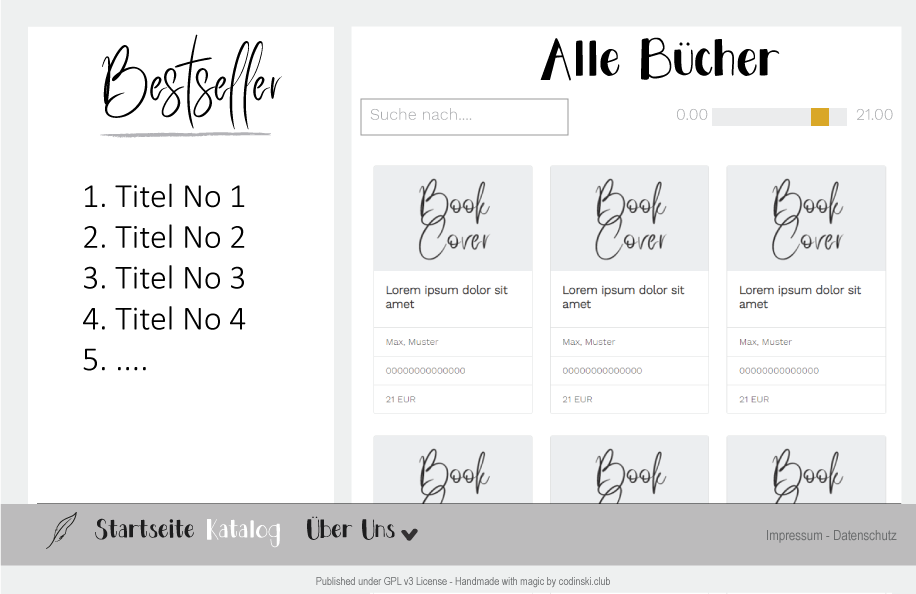 Bestseller
1. Titel No 1
2. Titel No 2
3. Titel No 3
4. Titel No 4
5. ....
Alle Bücher
Suche nach....
0.00 21.00
Book Cover
Lorem ipsum dolor sit
amet
Max, Muster
0000000000000
21 EUR
Book Cover
Lorem ipsum dolor sit
amet
Max, Muster
0000000000000
21 EUR
Book Cover
Lorem ipsum dolor sit
amet
Max, Muster
0000000000000
21 EUR
Book
Book
Book
Startseite Katalog Über Uns
Impressum - Datenschutz
Published under GPL v3 License - Handmade with magic by codinski.club